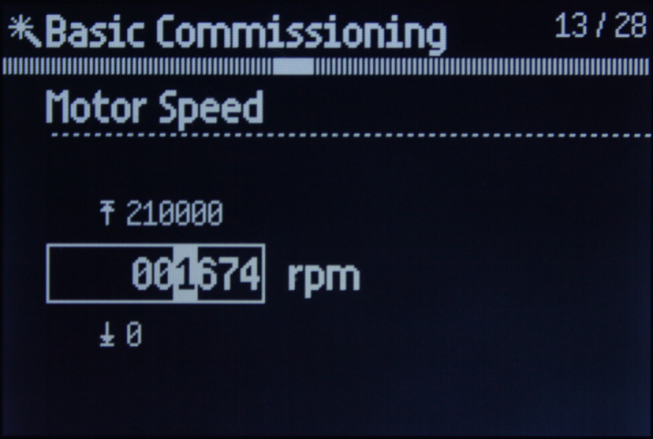 Basic Commissioning 13/28
Motor Speed
210000
001674 rpm
0